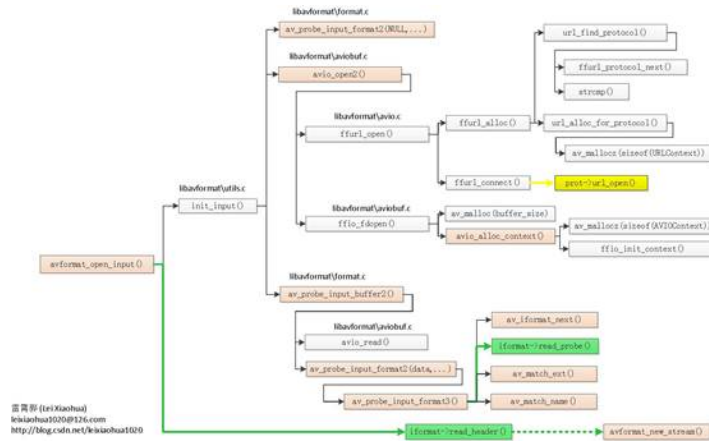 libavformat\format.c
av_probe_input_format2(NULL,...)
url_find_protocol()
libavformat\aviobuf.c
avio_open2()
ffurl_protocol_next()
strcmp()
libavformat\avio.c
ffurl_open()
ffurl_alloc()
url_alloc_for_protocol()
av_mallocz(sizeof(URLContext))
libavformat\utils.c
init_input()
ffurl_connect()
prot->url_open()
libavformat\aviobuf.c
ffio_fdopen()
av_malloc(buffer_size)
avio_alloc_context()
av_mallocz(sizeof(AVIOContext))
ffio_init_context()
avformat_open_input()
libavformat\format.c
av_probe_input_buffer2()
libavformat\aviobuf.c
avio_read()
av_iformat_next()
iformat->read_probe()
av_probe_input_format2(data,...)
av_match_ext()
av_probe_input_format3()
av_match_name()
雷霄骅 (Lei Xiaohua)
leixiaohua1020@126.com
http://blog.csdn.net/leixiaohua1020
iformat->read_header()
avformat_new_stream()